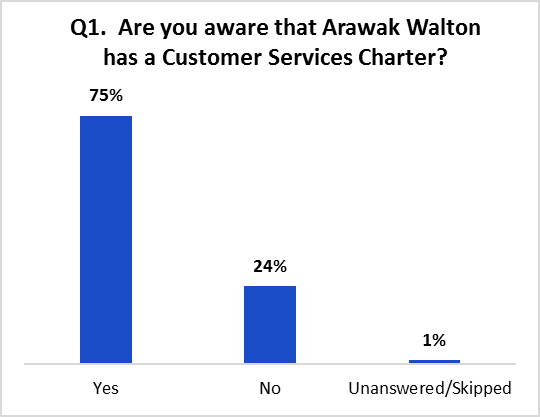 Q1.  Are you aware that Arawak Walton
has a Customer Services Charter?
75%
24%
1%
Yes
No
Unanswered/Skipped